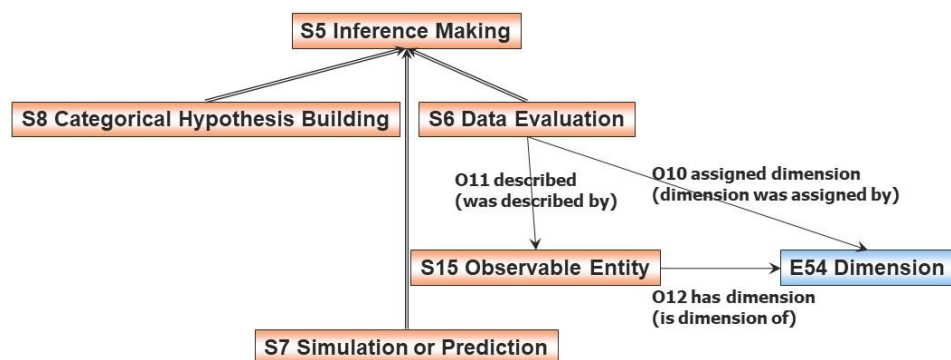 S5 Inference Making
S8 Categorical Hypothesis Building
S6 Data Evaluation
O11 described
(was described by)
O10 assigned dimension
(dimension was assigned by)
S15 Observable Entity
E54 Dimension
O12 has dimension
(is dimension of)
S7 Simulation or Prediction